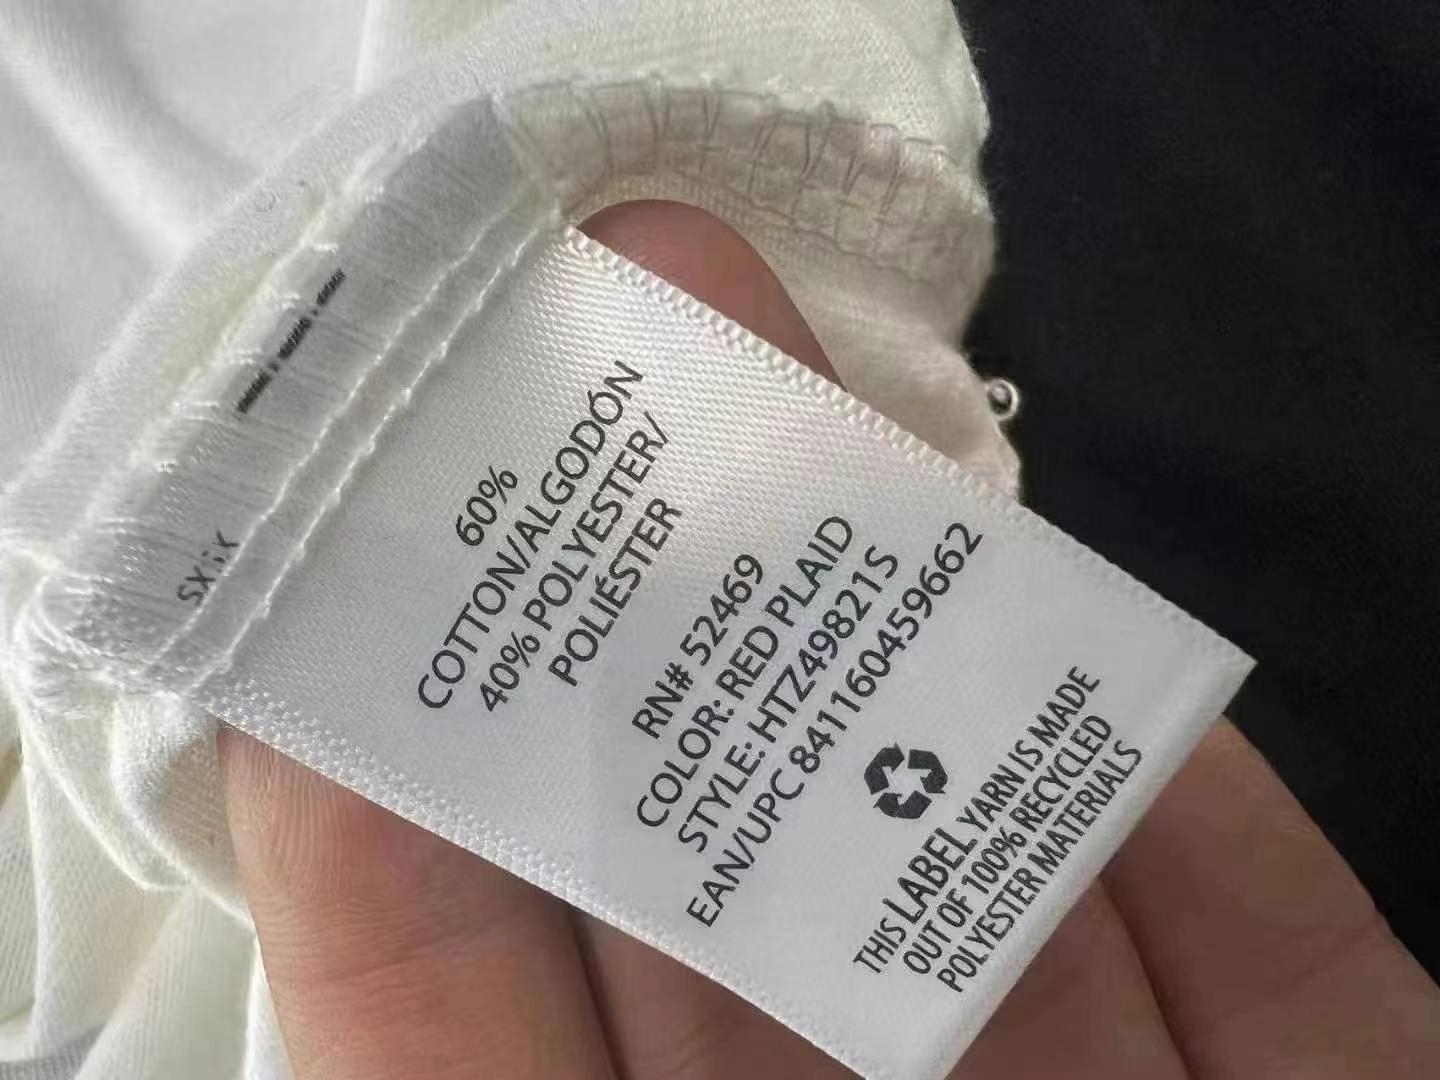 60%
COTTON/ALGODÓN
40% POLYESTER/
POLIÉSTER
RN# 52469
COLOR: RED PLAID
STYLE: HTZ49821S
EAN/UPC 841160459662
THIS LABEL YARN IS MADE
OUT OF 100% RECYCLED
POLYESTER MATERIALS